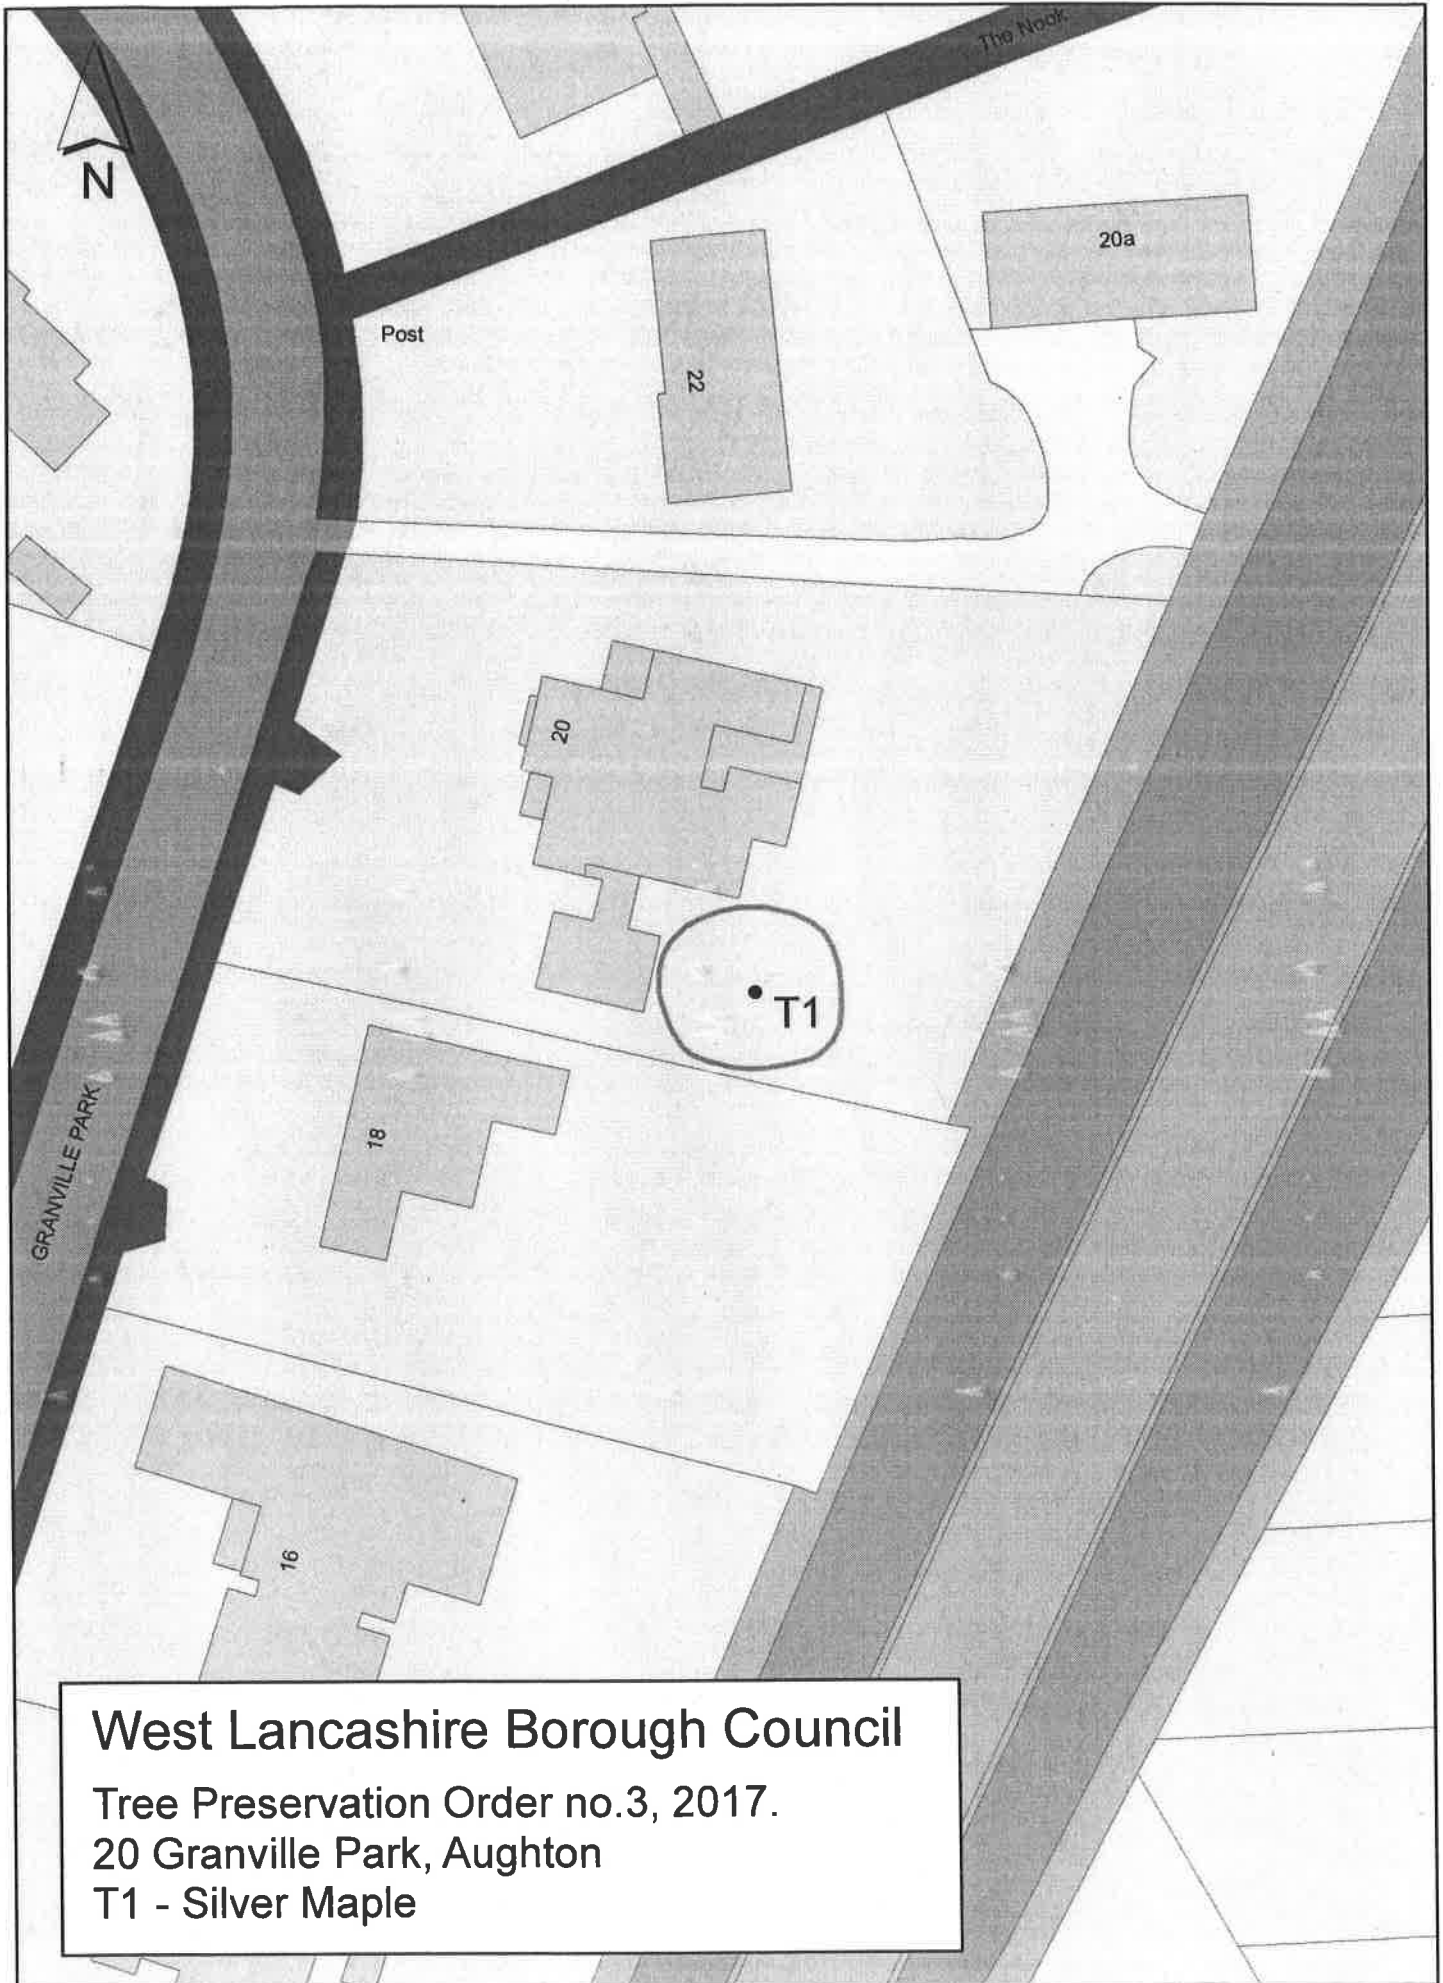 The Nook
N
20a
Post
22
20
T1
18
GRANVILLE PARK
16
West Lancashire Borough Council
Tree Preservation Order no.3, 2017.
20 Granville Park, Aughton
T1 - Silver Maple